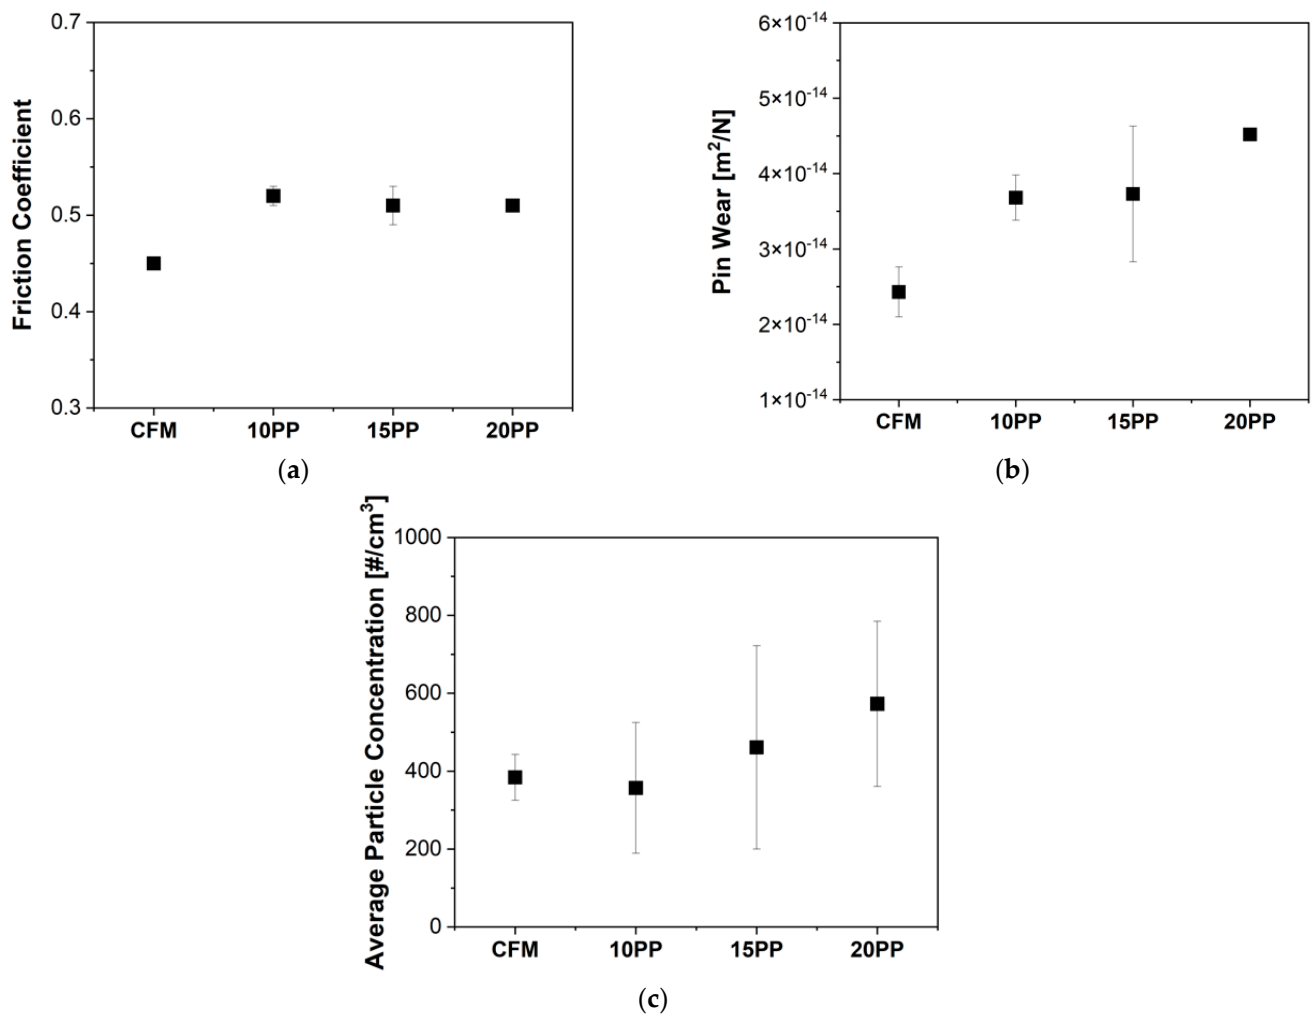 Friction Coefficient
0.7
0.6
0.5
0.4
0.3
CFM 10PP 15PP 20PP
(a)
Pin Wear [m²/N]
6×10⁻¹⁴
5×10⁻¹⁴
4×10⁻¹⁴
3×10⁻¹⁴
2×10⁻¹⁴
1×10⁻¹⁴
CFM 10PP 15PP 20PP
(b)
Average Particle Concentration [#/cm³]
1000
800
600
400
200
0
CFM 10PP 15PP 20PP
(c)